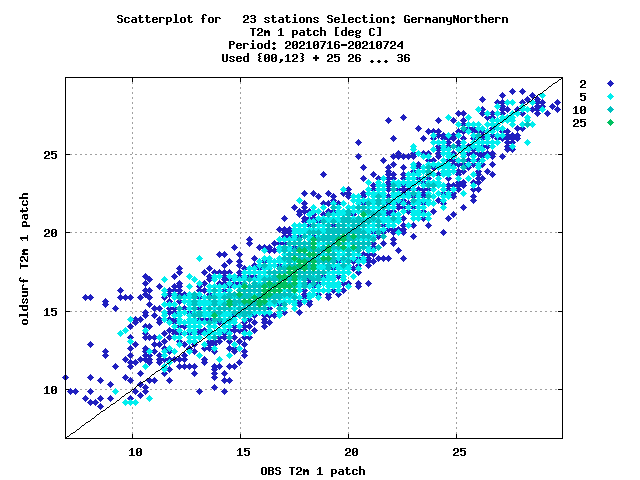 Scatterplot for   23 stations Selection: GermanyNorthern
T2m 1 patch [deg C]
Period: 20210716-20210724
Used {00,12} + 25 26 ... 36
2
5
10
25
25
20
15
10
oldsurf T2m 1 patch
10 15 20 25
OBS T2m 1 patch